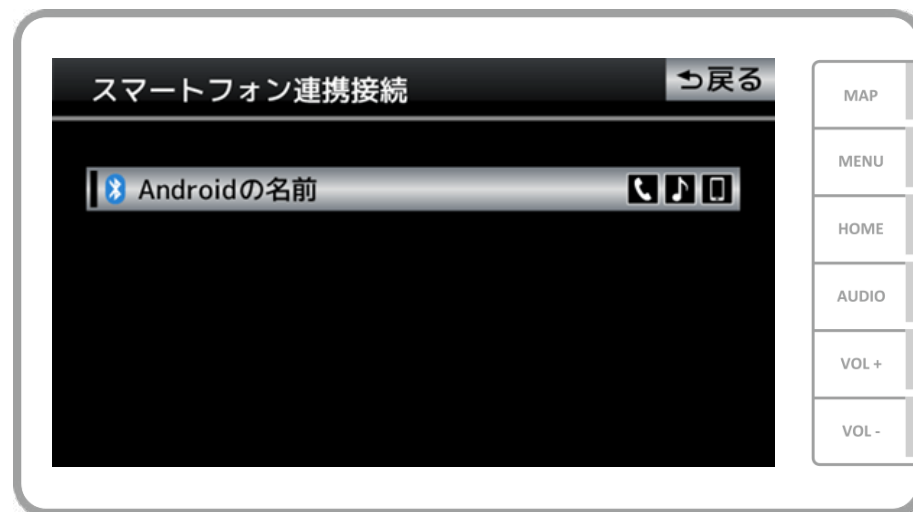 スマートフォン連携接続
戻る
Androidの名前
MAP
MENU
HOME
AUDIO
VOL +
VOL -